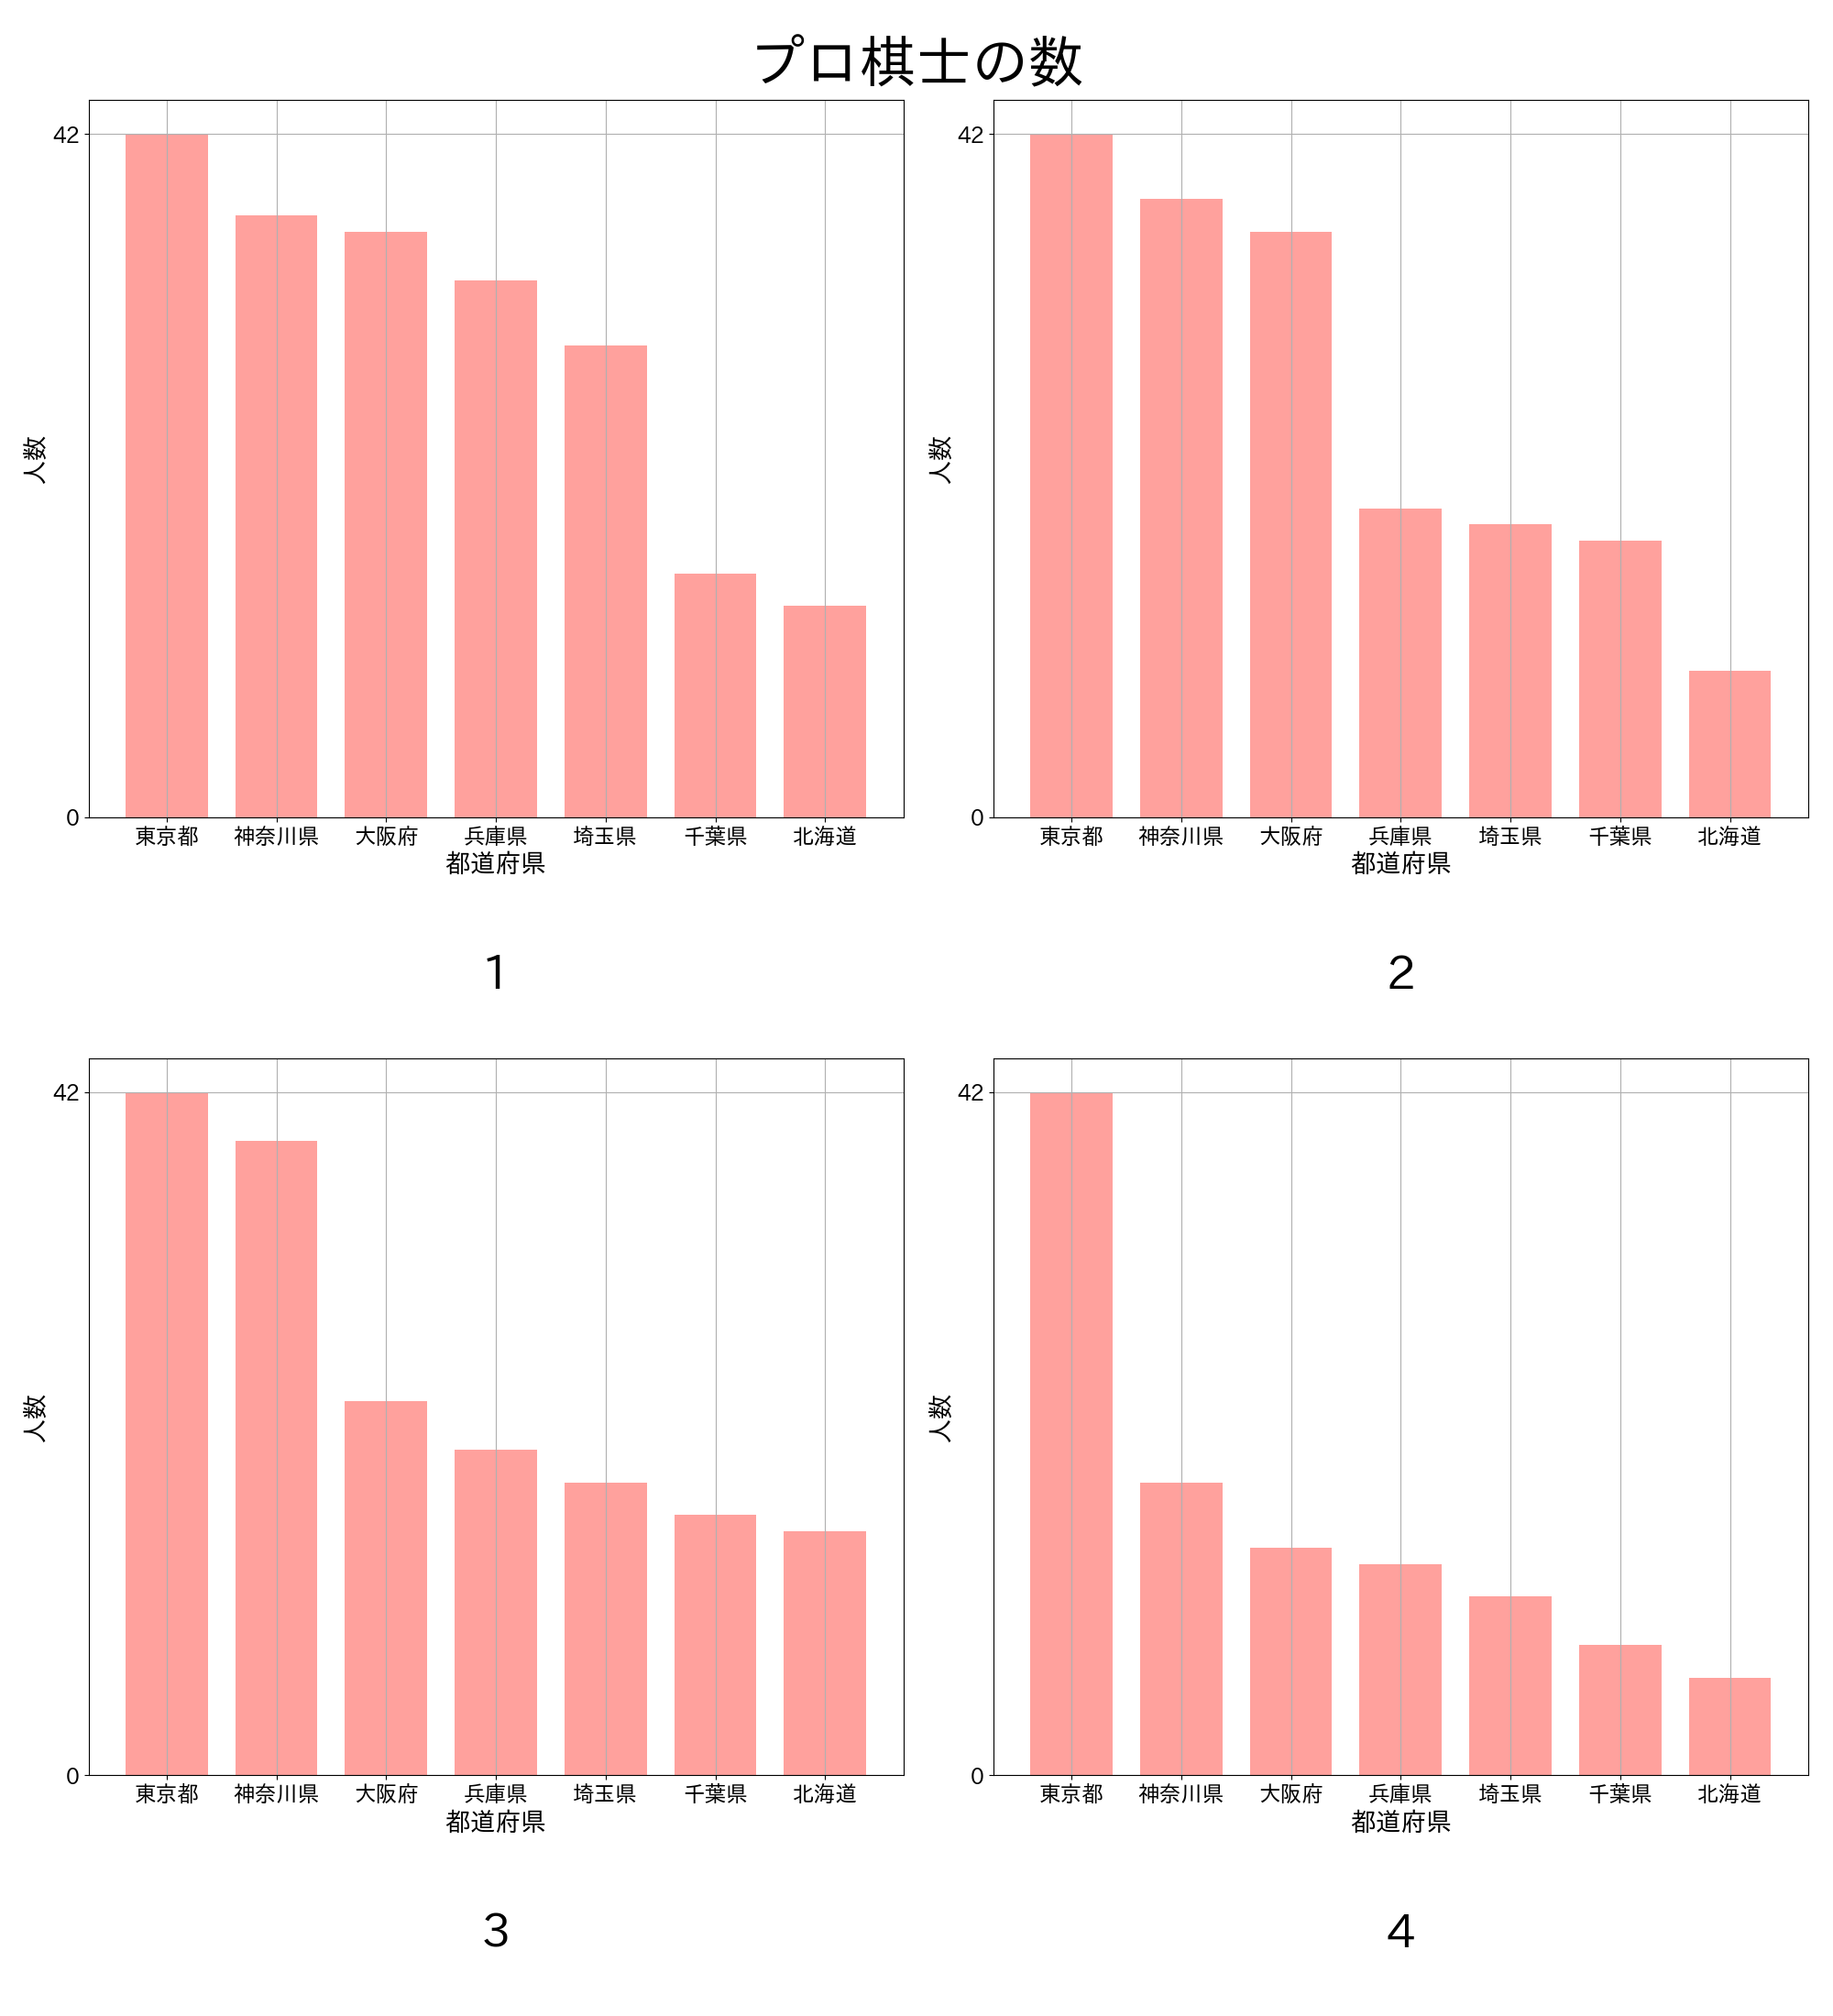 プロ棋士の数
42
0
人数
東京都 神奈川県 大阪府 兵庫県 埼玉県 千葉県 北海道
都道府県
1
42
0
人数
東京都 神奈川県 大阪府 兵庫県 埼玉県 千葉県 北海道
都道府県
2
42
0
人数
東京都 神奈川県 大阪府 兵庫県 埼玉県 千葉県 北海道
都道府県
3
42
0
人数
東京都 神奈川県 大阪府 兵庫県 埼玉県 千葉県 北海道
都道府県
4